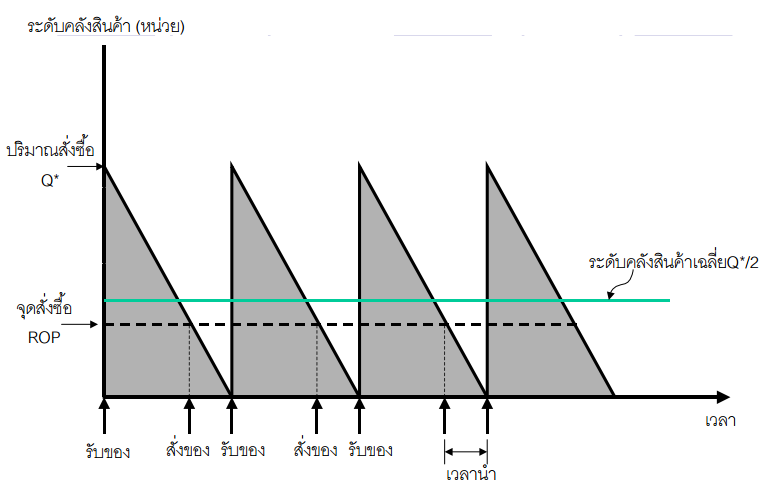 ระดับคลังสินค้า (หน่วย)
ปริมาณสั่งซื้อ
Q*
ระดับคลังสินค้าเฉลี่ยQ*/2
จุดสั่งซื้อ
ROP
เวลา
รับของ สั่งของ รับของ สั่งของ รับของ
เวลานำ